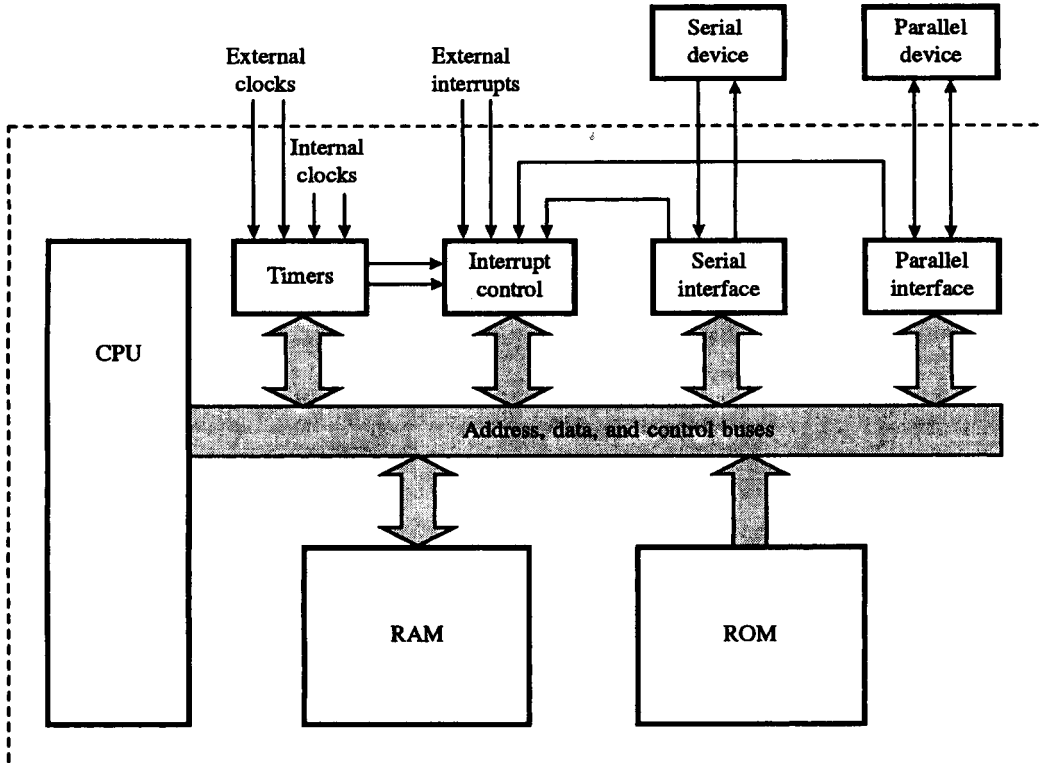 Serial
device
Parallel
device
External
clocks
External
interrupts
Internal
clocks
Timers
Interrupt
control
Serial
interface
Parallel
interface
CPU
Address, data, and control buses
RAM
ROM